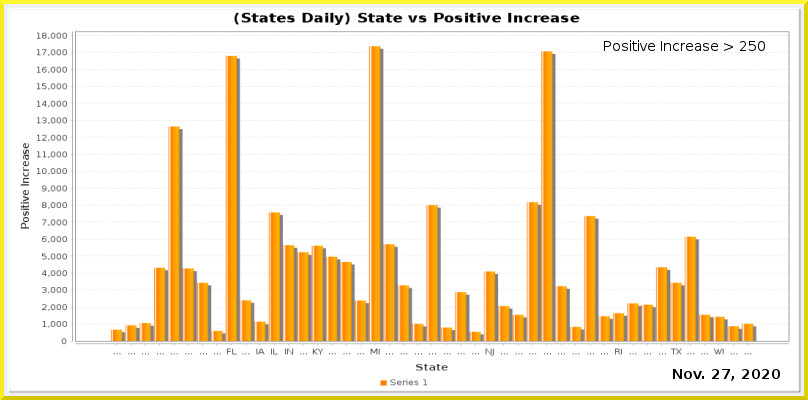 (States Daily) State vs Positive Increase
Positive Increase > 250
18,000
17,000
16,000
15,000
14,000
13,000
12,000
11,000
10,000
9,000
8,000
7,000
6,000
5,000
4,000
3,000
2,000
1,000
0
Positive Increase
... ... ... ... ... ... ... ... FL ... IA IL IN ... KY ... ... ... MI ... ... ... ... ... ... ... NJ ... ... ... ... ... ... ... ... RI ... ... ... TX ... ... WI ... ...
State
Series 1
Nov. 27, 2020